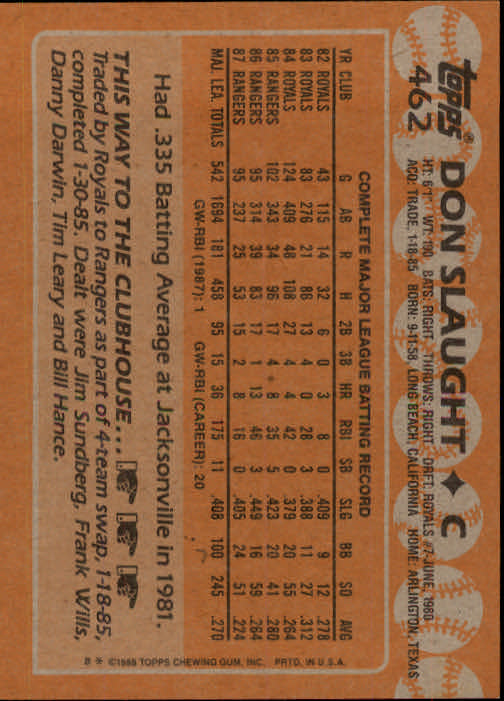 topps®
462
DON SLAUGHT ♦ C
HT: 6'1" WT: 190 BATS: RIGHT THROWS: RIGHT DRAFT: ROYALS #7-JUNE, 1980
ACQ: TRADE, 1-18-85 BORN: 9-11-58, LONG BEACH, CALIFORNIA HOME: ARLINGTON, TEXAS
COMPLETE MAJOR LEAGUE BATTING RECORD
YR CLUB G AB R H 2B 3B HR RBI SB SLG BB SO AVG
82 ROYALS 43 115 14 32 6 0 3 8 0 .409 9 12 .278
83 ROYALS 83 276 21 86 13 4 0 28 3 .388 11 27 .312
84 ROYALS 124 409 48 108 27 4 4 42 0 .379 20 55 .264
85 RANGERS 102 343 34 96 17 4 8 35 5 .423 20 41 .280
86 RANGERS 95 314 39 83 17 1 13 46 3 .449 16 59 .264
87 RANGERS 95 237 25 53 15 2 8 16 0 .405 24 51 .224
MAJ. LEA. TOTALS 542 1694 181 458 95 15 36 175 11 .408 100 245 .270
GW-RBI (1987): 1 GW-RBI (CAREER): 20
Had .335 Batting Average at Jacksonville in 1981.
THIS WAY TO THE CLUBHOUSE...
Traded by Royals to Rangers as part of 4-team swap, 1-18-85,
completed 1-30-85. Dealt were Jim Sundberg, Frank Wills,
Danny Darwin, Tim Leary and Bill Hance.
B * ©1988 TOPPS CHEWING GUM, INC. PRTD. IN U.S.A.